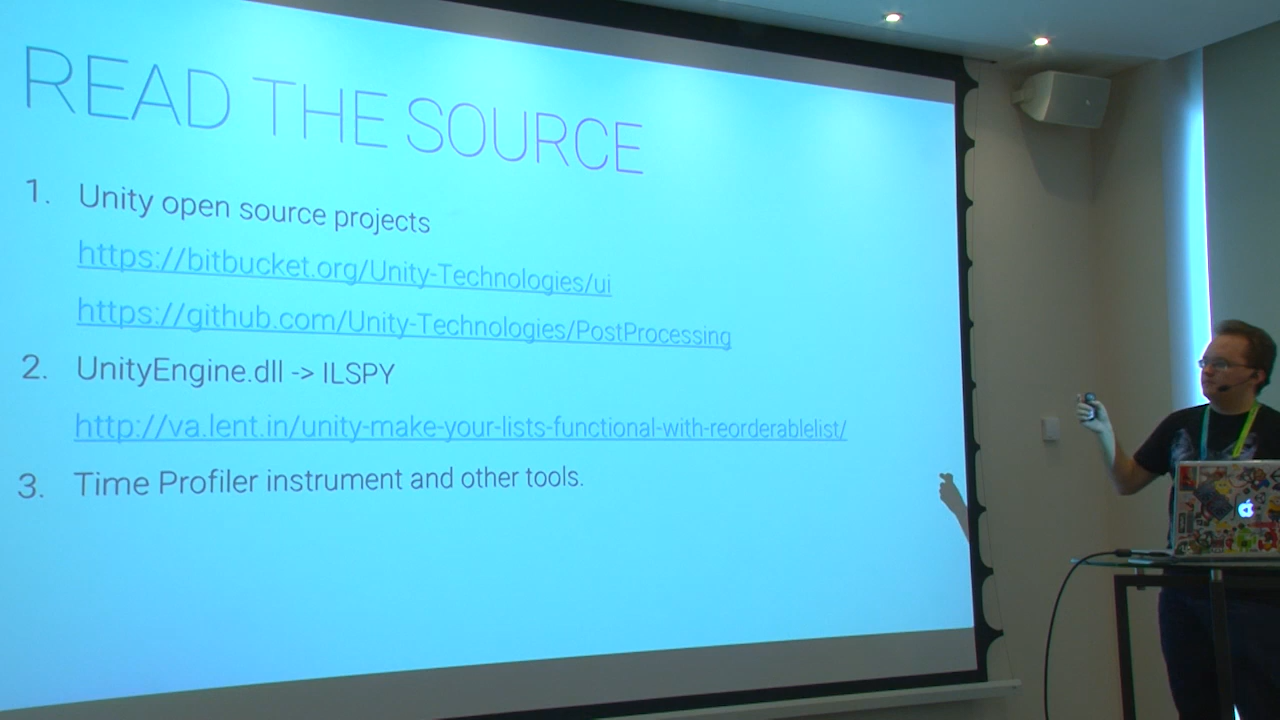 READ THE SOURCE
1. Unity open source projects
https://bitbucket.org/Unity-Technologies/ui
https://github.com/Unity-Technologies/PostProcessing
2. UnityEngine.dll -> ILSPY
http://va.lent.in/unity-make-your-lists-functional-with-reorderablelist/
3. Time Profiler instrument and other tools.